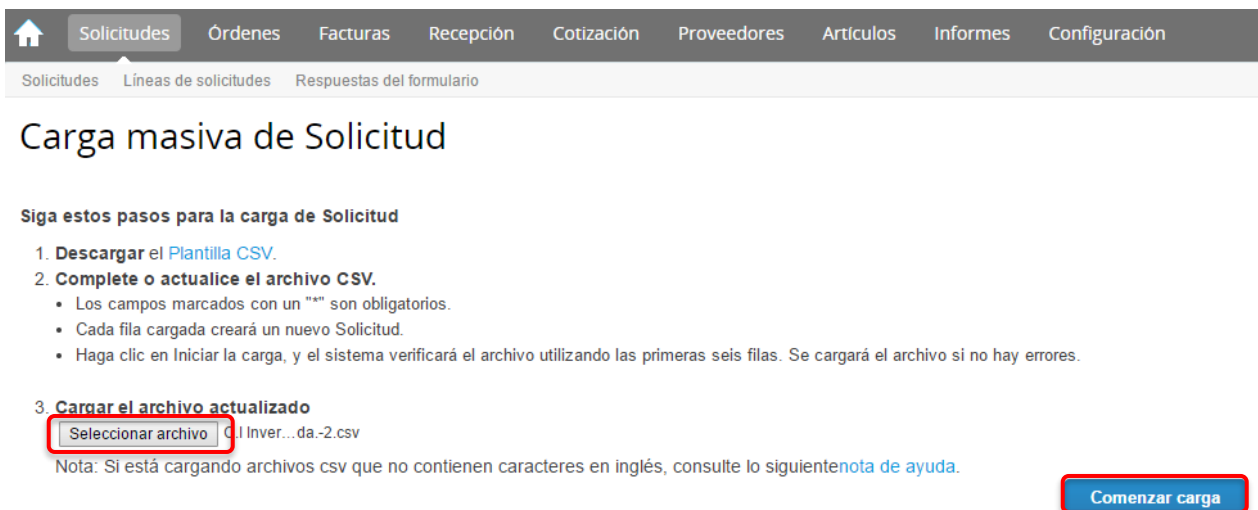 Solicitudes Órdenes Facturas Recepción Cotización Proveedores Artículos Informes Configuración
Solicitudes Líneas de solicitudes Respuestas del formulario
Carga masiva de Solicitud
Siga estos pasos para la carga de Solicitud
1. Descargar el Plantilla CSV.
2. Complete o actualice el archivo CSV.
• Los campos marcados con un "*" son obligatorios.
• Cada fila cargada creará un nuevo Solicitud.
• Haga clic en Iniciar la carga, y el sistema verificará el archivo utilizando las primeras seis filas. Se cargará el archivo si no hay errores.
3. Cargar el archivo actualizado
Seleccionar archivo C.I Inver…da.-2.csv
Nota: Si está cargando archivos csv que no contienen caracteres en inglés, consulte lo siguientenota de ayuda.
Comenzar carga